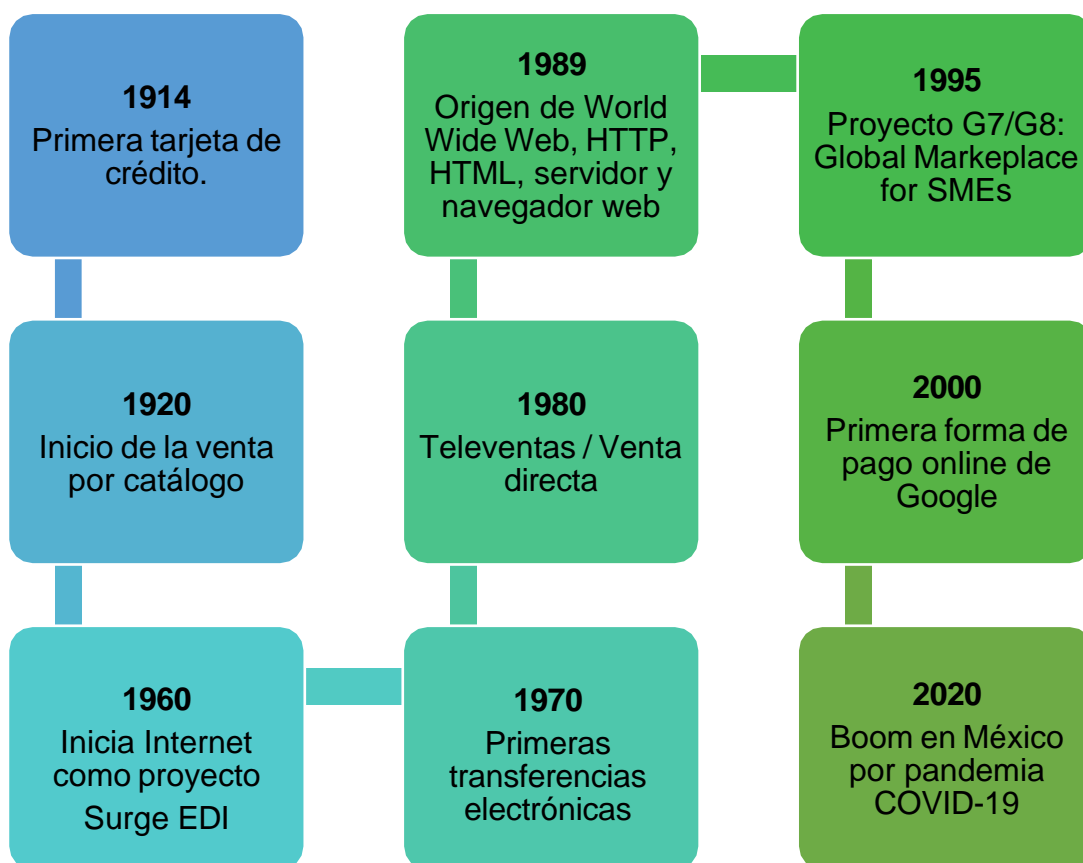 1914
Primera tarjeta de
crédito.
1920
Inicio de la venta
por catálogo
1960
Inicia Internet
como proyecto
Surge EDI
1970
Primeras
transferencias
electrónicas
1980
Televentas / Venta
directa
1989
Origen de World
Wide Web, HTTP,
HTML, servidor y
navegador web
1995
Proyecto G7/G8:
Global Markeplace
for SMEs
2000
Primera forma de
pago online de
Google
2020
Boom en México
por pandemia
COVID-19